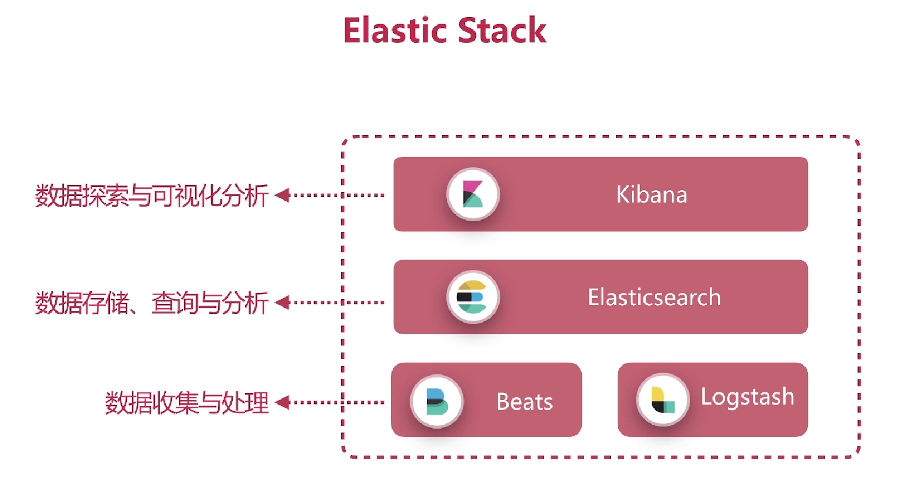 Elastic Stack
数据探索与可视化分析
Kibana
数据存储、查询与分析
Elasticsearch
数据收集与处理
Beats
Logstash